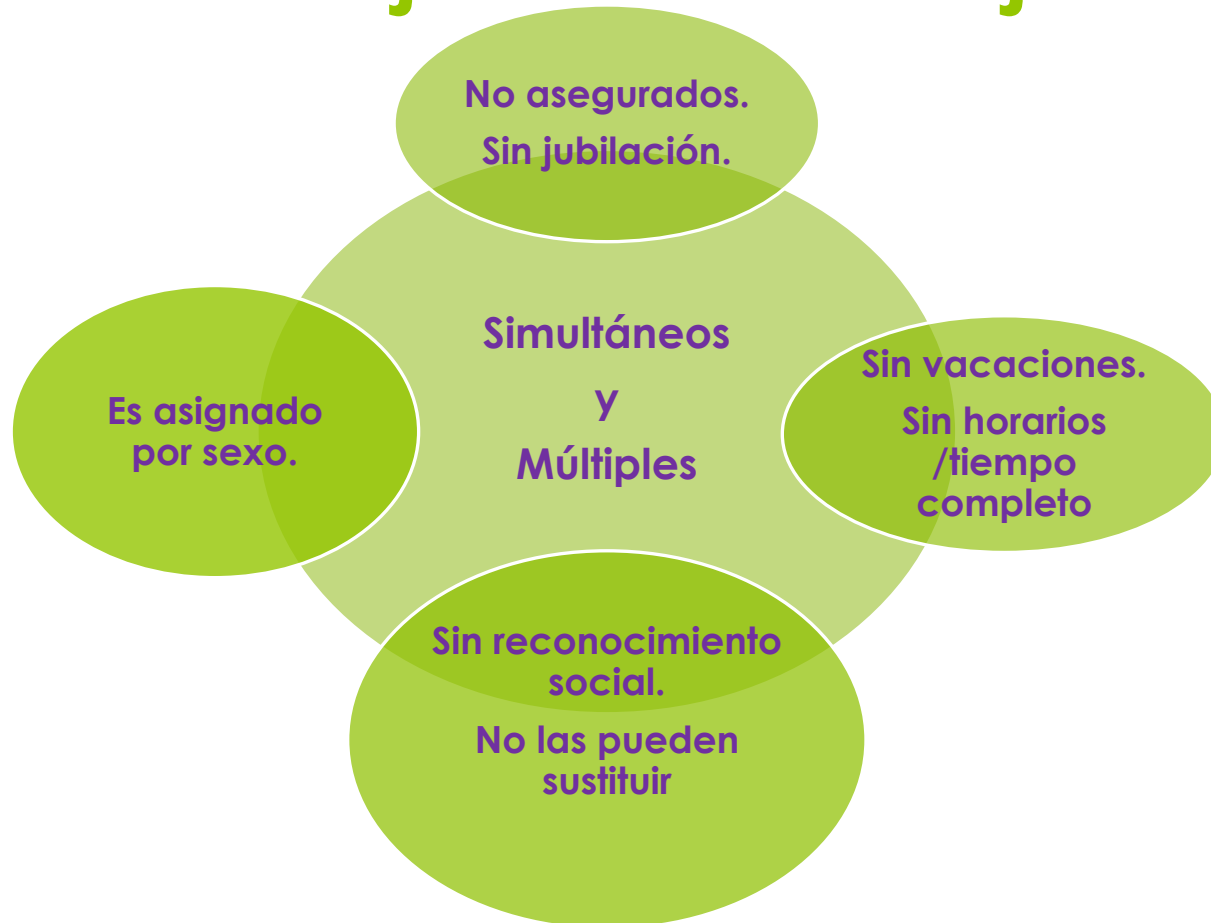 No asegurados.
Sin jubilación.
Simultáneos
y
Múltiples
Es asignado
por sexo.
Sin vacaciones.
Sin horarios
/tiempo
completo
Sin reconocimiento
social.
No las pueden
sustituir